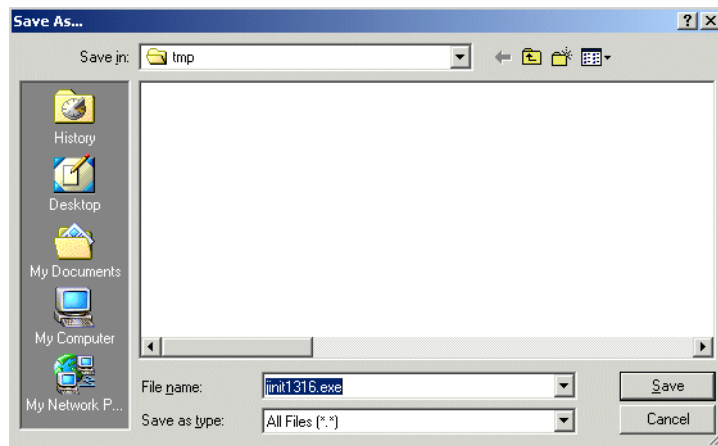 Save As...
Save in: tmp
History
Desktop
My Documents
My Computer
My Network P...
File name: jinit1316.exe Save
Save as type: All Files (*.*) Cancel